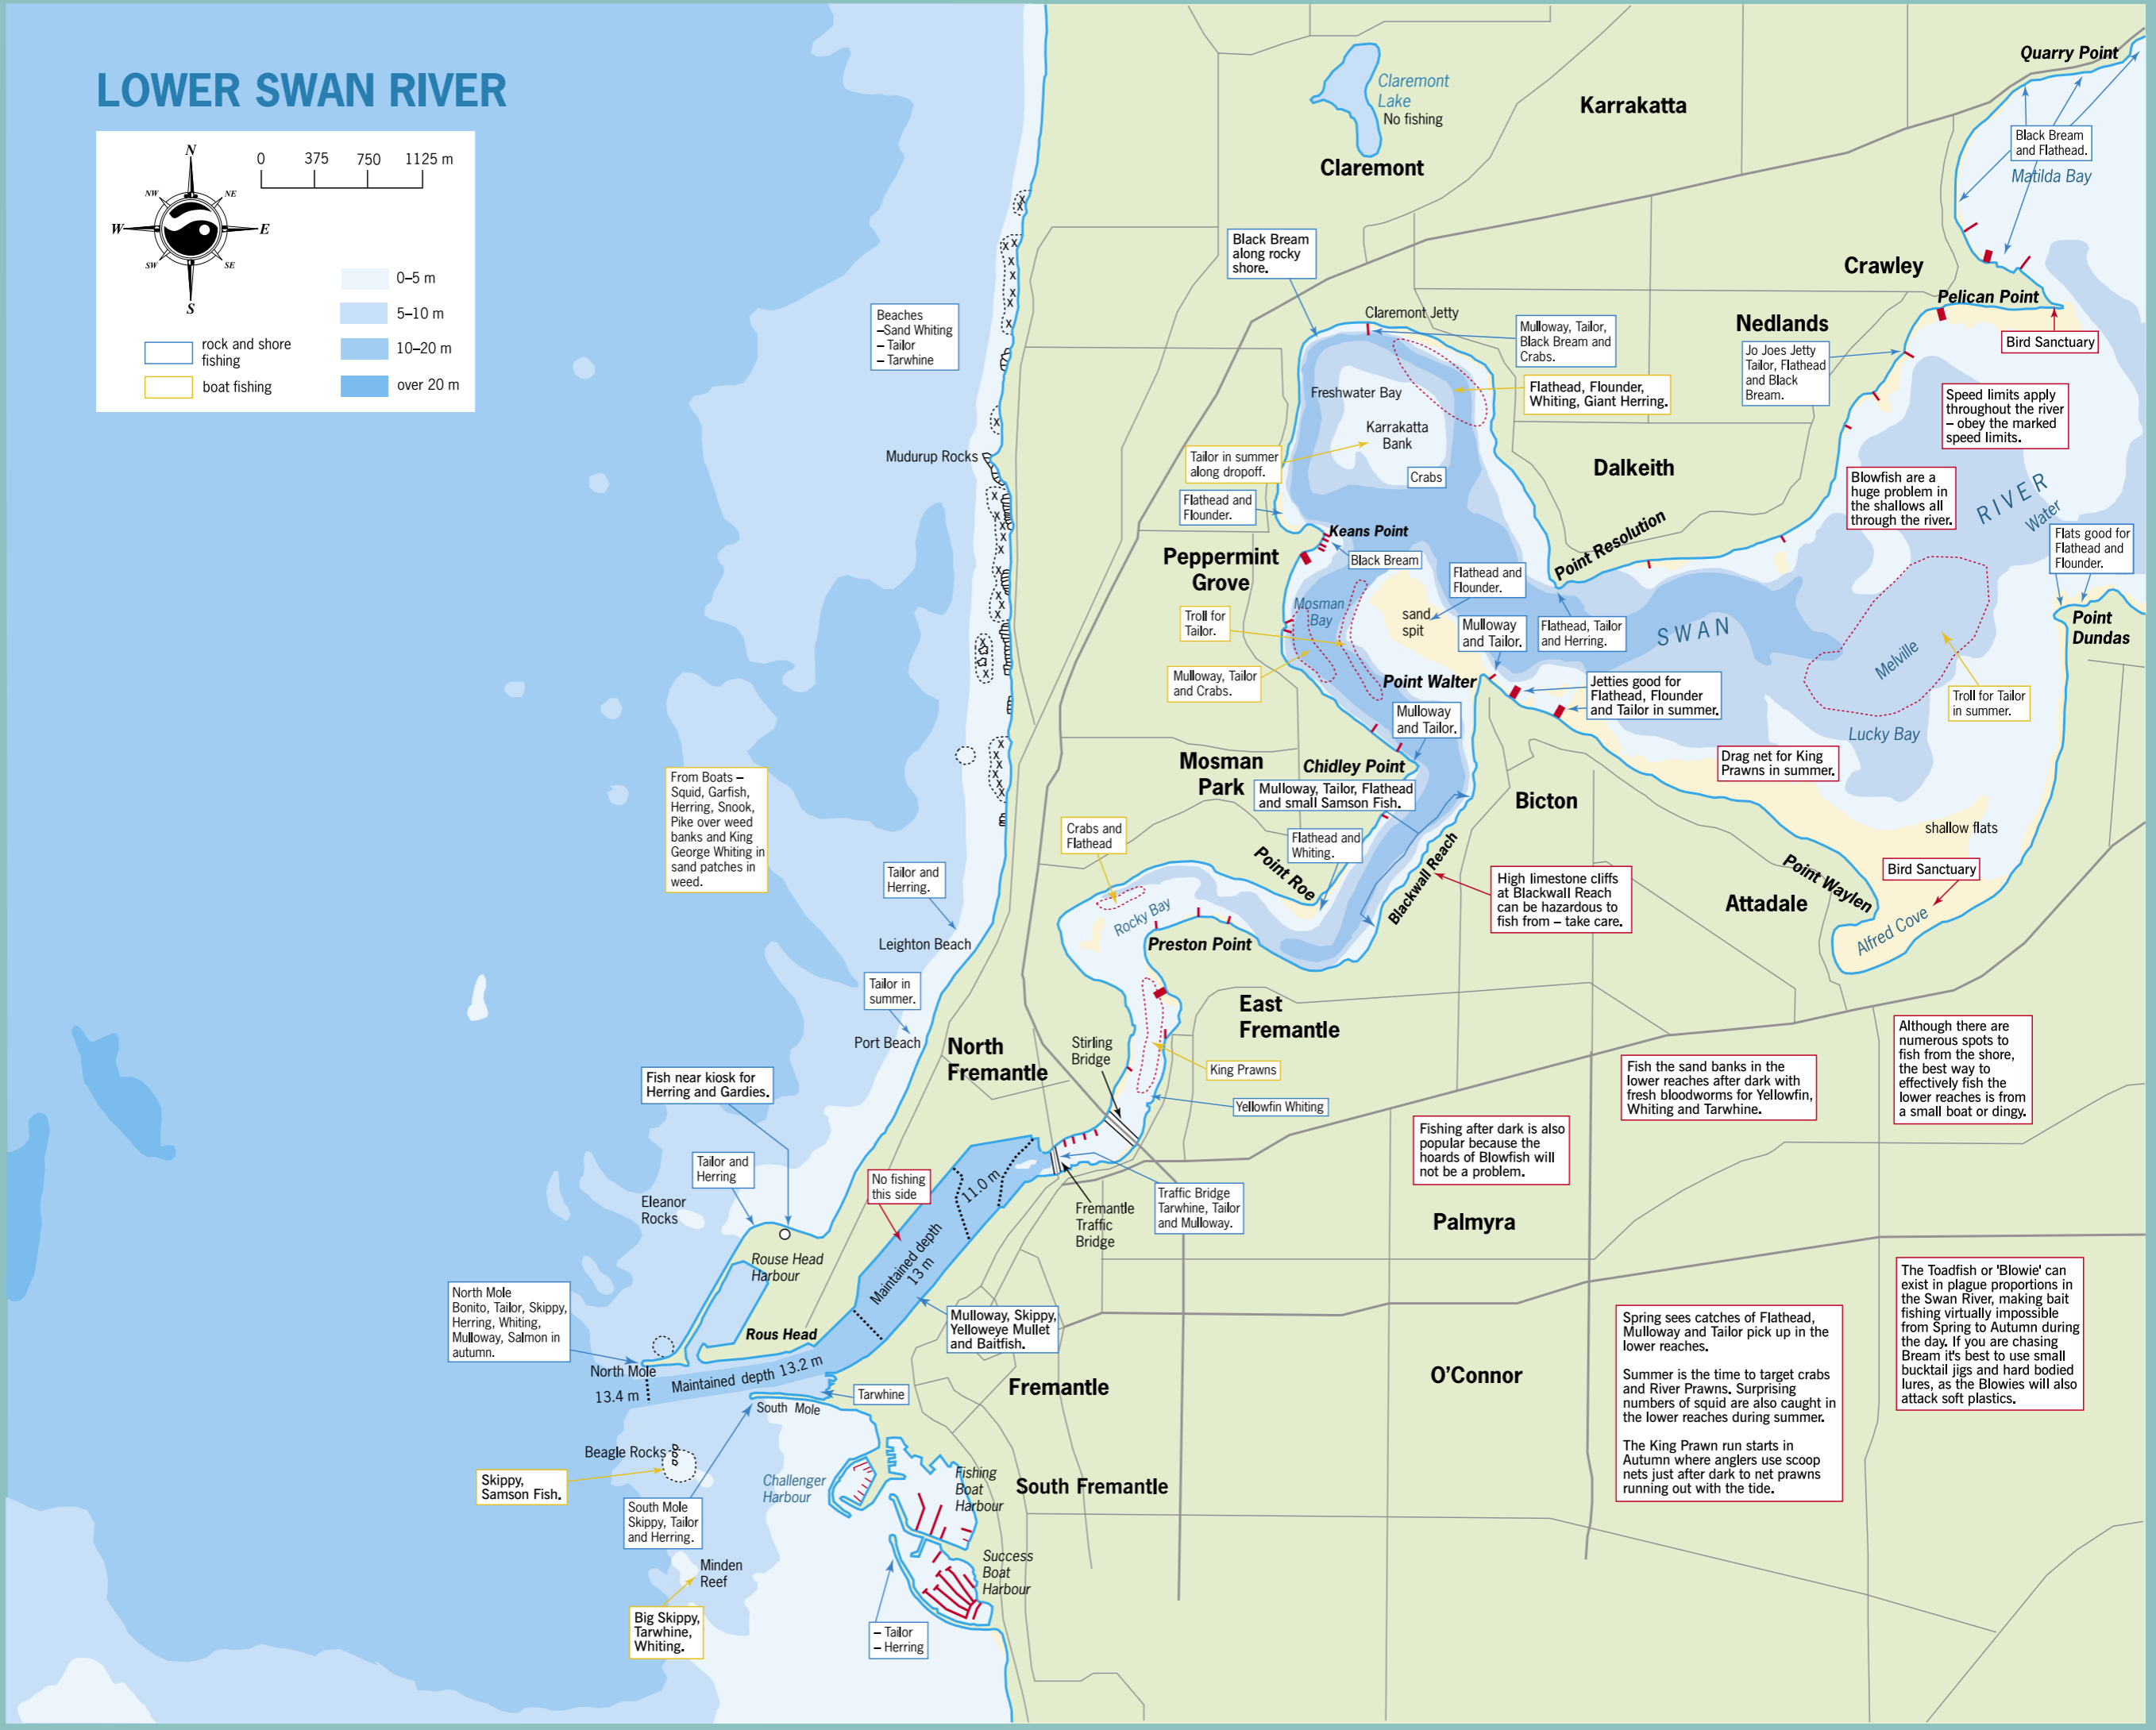 LOWER SWAN RIVER
N
NW
NE
W
E
SW
SE
S
0 375 750 1125 m
0–5 m
5–10 m
10–20 m
over 20 m
rock and shore
fishing
boat fishing
Claremont
Lake
No fishing
Claremont
Karrakatta
Quarry Point
Black Bream
and Flathead.
Matilda Bay
Crawley
Pelican Point
Bird Sanctuary
Nedlands
Jo Joes Jetty
Tailor, Flathead
and Black
Bream.
Speed limits apply
throughout the river
– obey the marked
speed limits.
Black Bream
along rocky
shore.
Claremont Jetty
Mulloway, Tailor,
Black Bream and
Crabs.
Flathead, Flounder,
Whiting, Giant Herring.
Freshwater Bay
Karrakatta
Bank
Crabs
Tailor in summer
along dropoff.
Flathead and
Flounder.
Dalkeith
Blowfish are a
huge problem in
the shallows all
through the river.
Beaches
–Sand Whiting
– Tailor
– Tarwhine
Mudurup Rocks
Keans Point
Black Bream
Peppermint
Grove
Point Resolution
SWAN
RIVER
Melville
Water
Flats good for
Flathead and
Flounder.
Point
Dundas
Mosman
Bay
Troll for
Tailor.
Mulloway, Tailor
and Crabs.
sand
spit
Flathead and
Flounder.
Mulloway
and Tailor.
Flathead, Tailor
and Herring.
Point Walter
Jetties good for
Flathead, Flounder
and Tailor in summer.
Troll for Tailor
in summer.
Lucky Bay
Drag net for King
Prawns in summer.
Mulloway
and Tailor.
Mosman
Park
Chidley Point
Mulloway, Tailor, Flathead
and small Samson Fish.
Bicton
From Boats –
Squid, Garfish,
Herring, Snook,
Pike over weed
banks and King
George Whiting in
sand patches in
weed.
Crabs and
Flathead
Flathead and
Whiting.
Point Roe
Blackwall Reach
High limestone cliffs
at Blackwall Reach
can be hazardous to
fish from – take care.
shallow flats
Bird Sanctuary
Point Waylen
Attadale
Alfred Cove
Tailor and
Herring.
Leighton Beach
Rocky Bay
Preston Point
Tailor in
summer.
Port Beach
East
Fremantle
North
Fremantle
Stirling
Bridge
King Prawns
Yellowfin Whiting
Although there are
numerous spots to
fish from the shore,
the best way to
effectively fish the
lower reaches is from
a small boat or dingy.
Fish the sand banks in the
lower reaches after dark with
fresh bloodworms for Yellowfin,
Whiting and Tarwhine.
Fishing after dark is also
popular because the
hoards of Blowfish will
not be a problem.
Fish near kiosk for
Herring and Gardies.
Tailor and
Herring
Eleanor
Rocks
No fishing
this side
11.0 m
Fremantle
Traffic
Bridge
Traffic Bridge
Tarwhine, Tailor
and Mulloway.
Palmyra
Rouse Head
Harbour
Maintained depth
13 m
North Mole
Bonito, Tailor, Skippy,
Herring, Whiting,
Mulloway, Salmon in
autumn.
Mulloway, Skippy,
Yelloweye Mullet
and Baitfish.
Rous Head
North Mole
13.4 m
Maintained depth 13.2 m
Tarwhine
South Mole
Fremantle
O'Connor
Spring sees catches of Flathead,
Mulloway and Tailor pick up in the
lower reaches.
Summer is the time to target crabs
and River Prawns. Surprising
numbers of squid are also caught in
the lower reaches during summer.
The King Prawn run starts in
Autumn where anglers use scoop
nets just after dark to net prawns
running out with the tide.
The Toadfish or 'Blowie' can
exist in plague proportions in
the Swan River, making bait
fishing virtually impossible
from Spring to Autumn during
the day. If you are chasing
Bream it's best to use small
bucktail jigs and hard bodied
lures, as the Blowies will also
attack soft plastics.
Beagle Rocks
Skippy,
Samson Fish.
Challenger
Harbour
Fishing
Boat
Harbour
South Fremantle
South Mole
Skippy, Tailor
and Herring.
Minden
Reef
Success
Boat
Harbour
Big Skippy,
Tarwhine,
Whiting.
– Tailor
– Herring